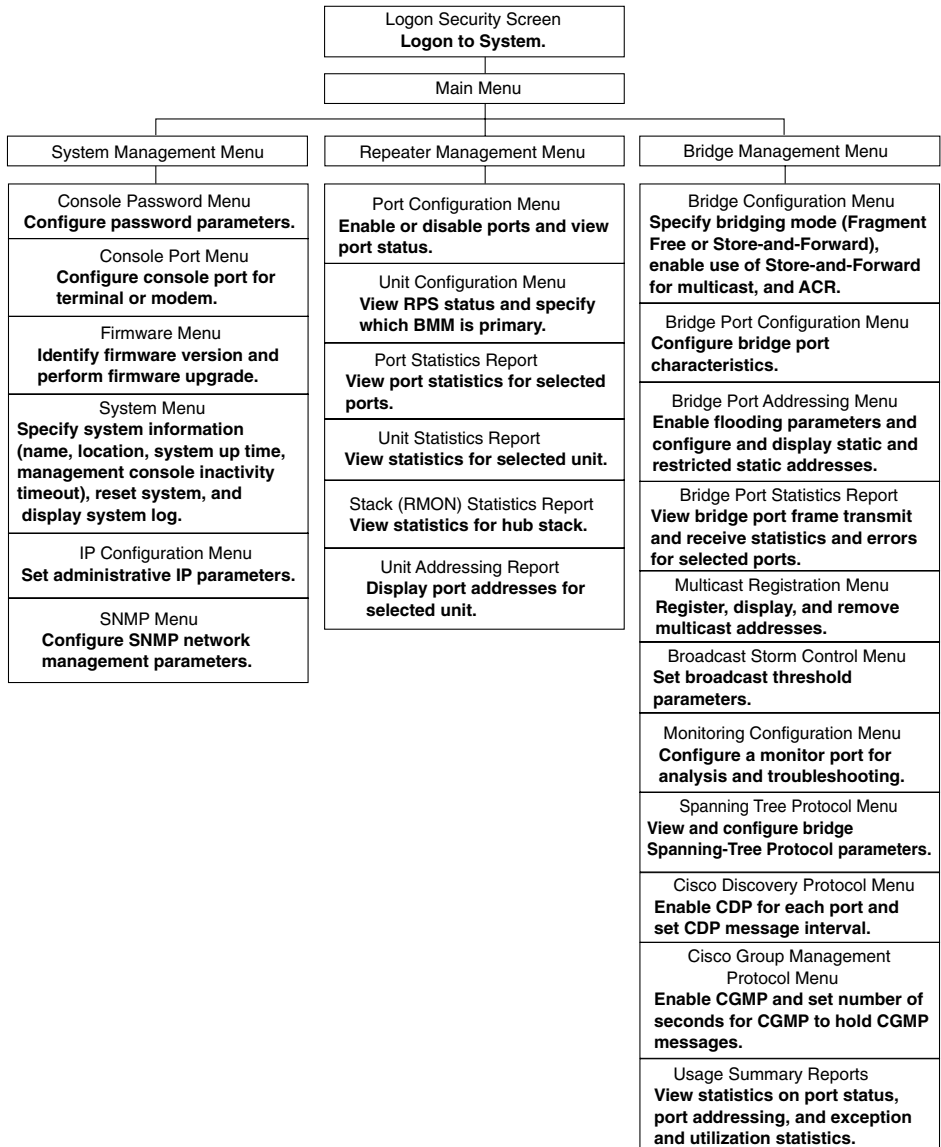 Logon Security Screen
Logon to System.
Main Menu
System Management Menu
Repeater Management Menu
Bridge Management Menu
Console Password Menu
Configure password parameters.
Console Port Menu
Configure console port for
terminal or modem.
Firmware Menu
Identify firmware version and
perform firmware upgrade.
System Menu
Specify system information
(name, location, system up time,
management console inactivity
timeout), reset system, and
display system log.
IP Configuration Menu
Set administrative IP parameters.
SNMP Menu
Configure SNMP network
management parameters.
Port Configuration Menu
Enable or disable ports and view
port status.
Unit Configuration Menu
View RPS status and specify
which BMM is primary.
Port Statistics Report
View port statistics for selected
ports.
Unit Statistics Report
View statistics for selected unit.
Stack (RMON) Statistics Report
View statistics for hub stack.
Unit Addressing Report
Display port addresses for
selected unit.
Bridge Configuration Menu
Specify bridging mode (Fragment
Free or Store-and-Forward),
enable use of Store-and-Forward
for multicast, and ACR.
Bridge Port Configuration Menu
Configure bridge port
characteristics.
Bridge Port Addressing Menu
Enable flooding parameters and
configure and display static and
restricted static addresses.
Bridge Port Statistics Report
View bridge port frame transmit
and receive statistics and errors
for selected ports.
Multicast Registration Menu
Register, display, and remove
multicast addresses.
Broadcast Storm Control Menu
Set broadcast threshold
parameters.
Monitoring Configuration Menu
Configure a monitor port for
analysis and troubleshooting.
Spanning Tree Protocol Menu
View and configure bridge
Spanning-Tree Protocol parameters.
Cisco Discovery Protocol Menu
Enable CDP for each port and
set CDP message interval.
Cisco Group Management
Protocol Menu
Enable CGMP and set number of
seconds for CGMP to hold CGMP
messages.
Usage Summary Reports
View statistics on port status,
port addressing, and exception
and utilization statistics.